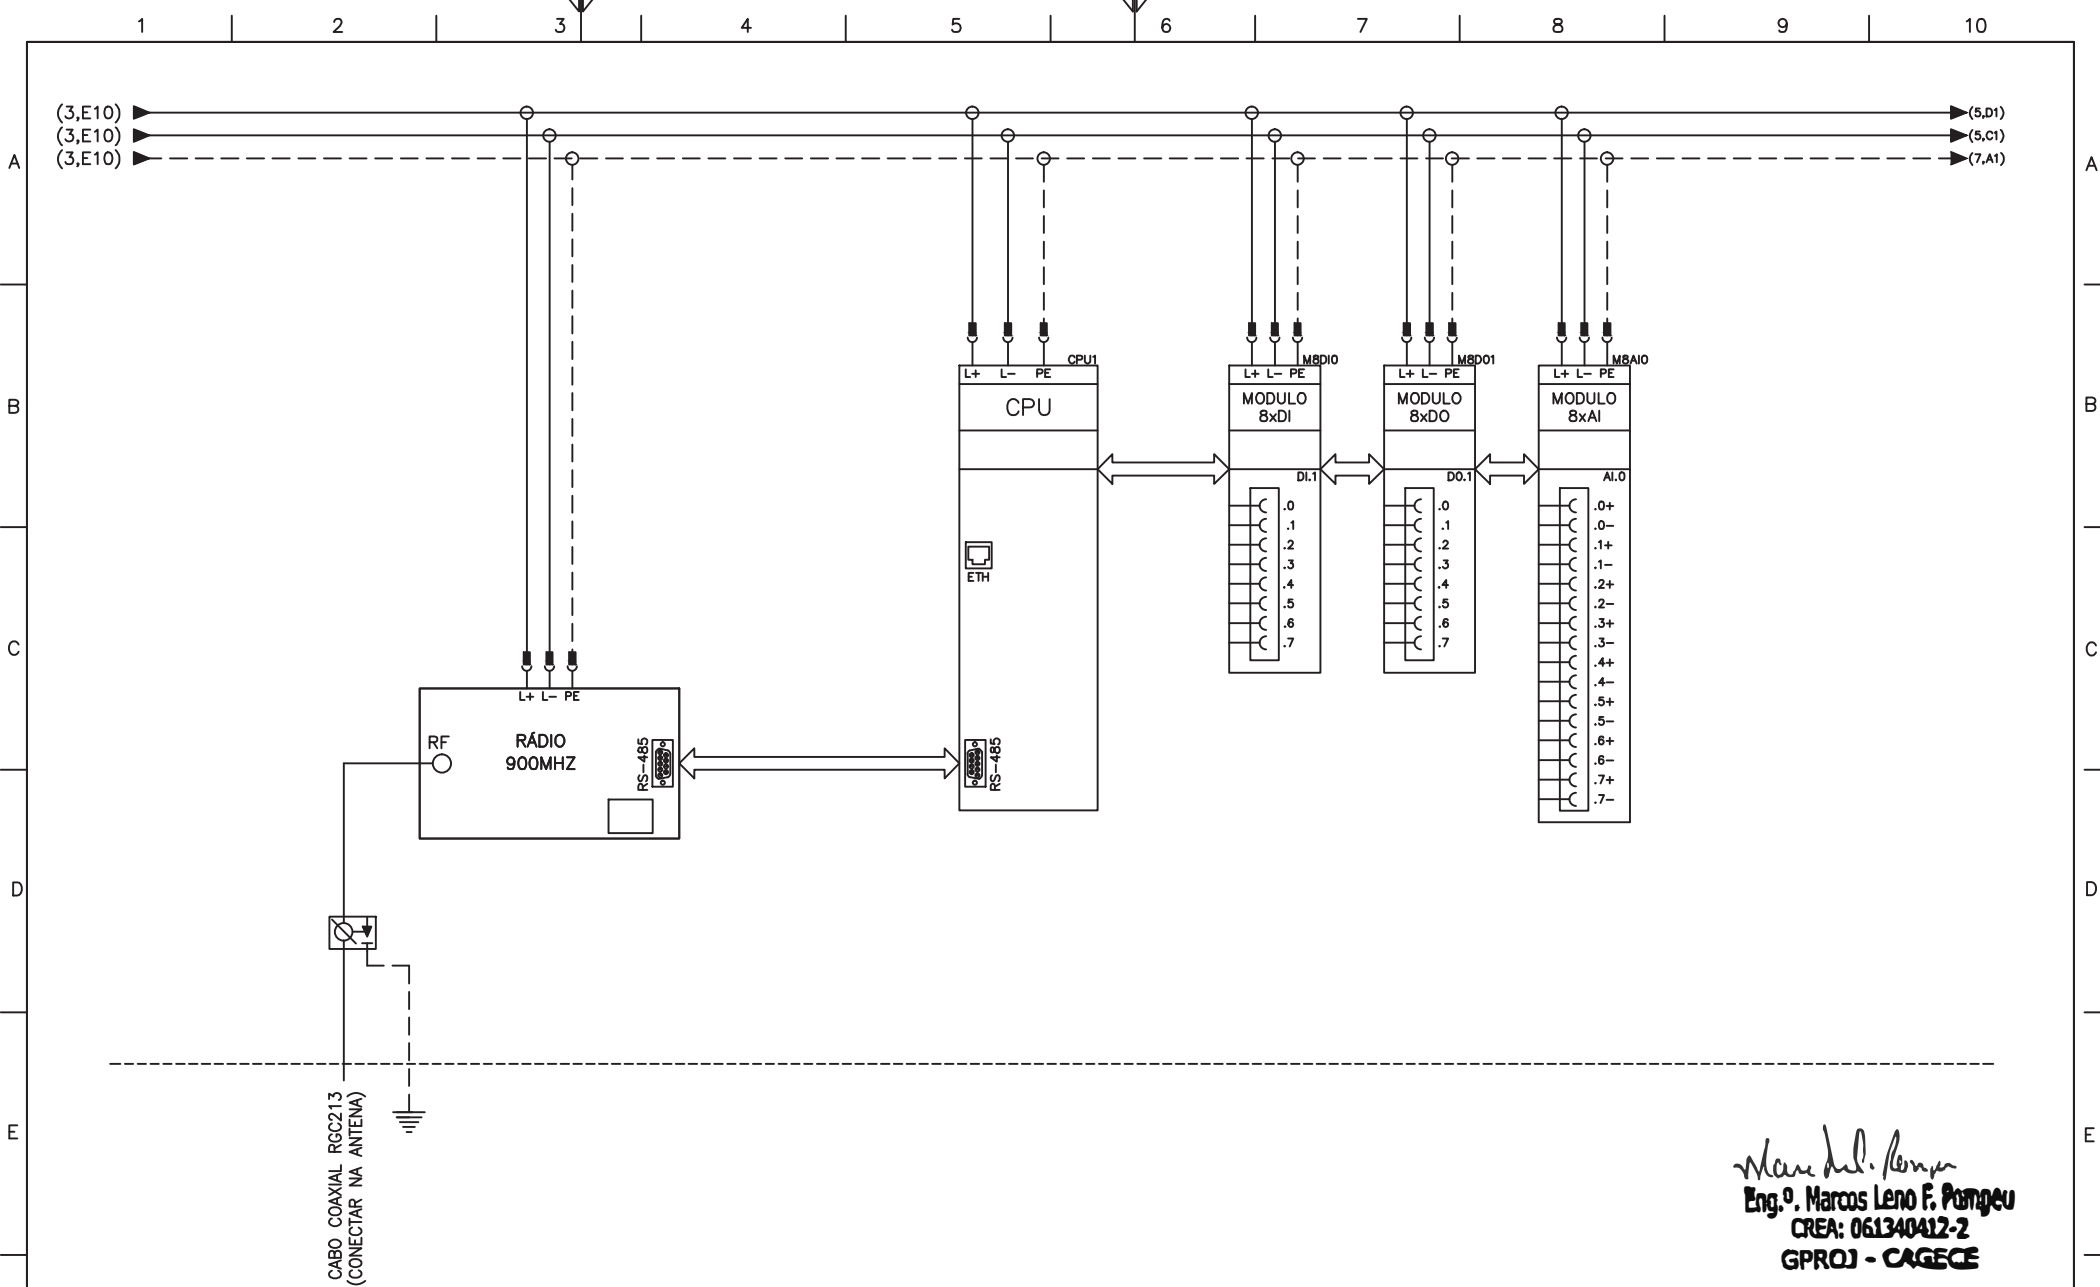 1 2 3 4 5 6 7 8 9 10
(3,E10) (5,D1)
(3,E10) (5,C1)
(3,E10) (7,A1)
A A
CPU1 M8DI0 M8DO1 M8AI0
L+ L- PE L+ L- PE L+ L- PE L+ L- PE
B B
CPU
MODULO
8xDI
MODULO
8xDO
MODULO
8xAI
DI.1 DO.1 AI.0
.0 .0 .0+
.1 .1 .0-
.2 .2 .1+
.3 .3 .1-
.4 .4 .2+
.5 .5 .2-
.6 .6 .3+
.7 .7 .3-
.4+
.4-
.5+
.5-
.6+
.6-
.7+
.7-
ETH
C C
L+ L- PE
RF
RÁDIO
900MHZ
RS-485
RS-485
D D
E E
CABO COAXIAL RGC213
(CONECTAR NA ANTENA)
Eng.º. Marcos Leno F. Pompeu
CREA: 061340412-2
GPROJ - CAGECE